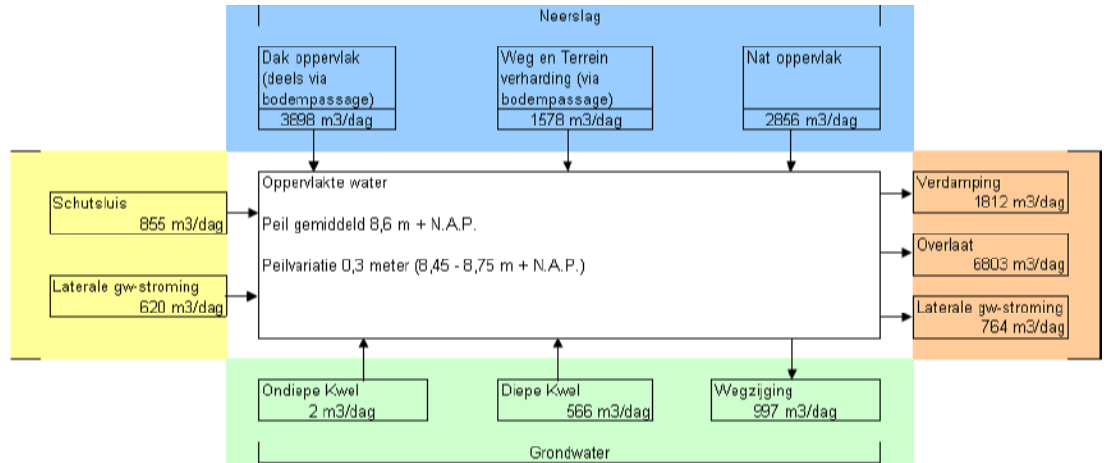 Neerslag
Dak oppervlak
(deels via
bodempassage)
3898 m3/dag
Weg en Terrein
verharding (via
bodempassage)
1578 m3/dag
Nat oppervlak
2856 m3/dag
Schutsluis
855 m3/dag
Laterale gw-stroming
620 m3/dag
Oppervlakte water
Peil gemiddeld 8,6 m + N.A.P.
Peilvariatie 0,3 meter (8,45 - 8,75 m + N.A.P.)
Verdamping
1812 m3/dag
Overlaat
6803 m3/dag
Laterale gw-stroming
764 m3/dag
Ondiepe Kwel
2 m3/dag
Diepe Kwel
566 m3/dag
Wegzijging
997 m3/dag
Grondwater